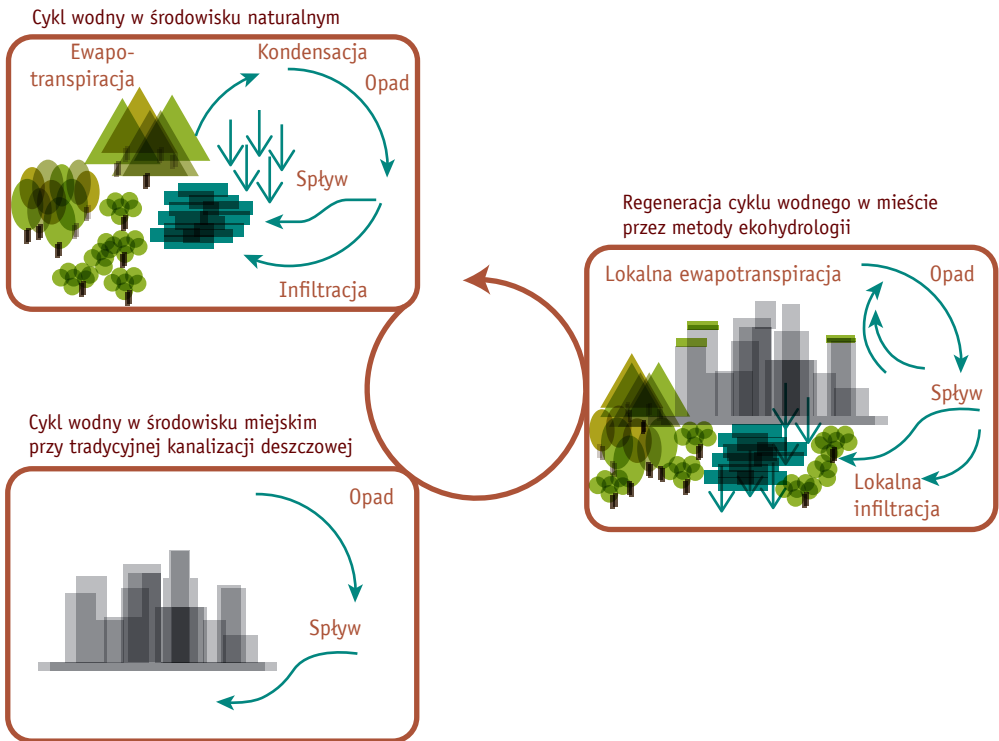 Cykl wodny w środowisku naturalnym
Ewapo-
transpiracja
Kondensacja
Opad
Spływ
Infiltracja
Regeneracja cyklu wodnego w mieście
przez metody ekohydrologii
Lokalna ewapotranspiracja
Opad
Spływ
Lokalna
infiltracja
Cykl wodny w środowisku miejskim
przy tradycyjnej kanalizacji deszczowej
Opad
Spływ